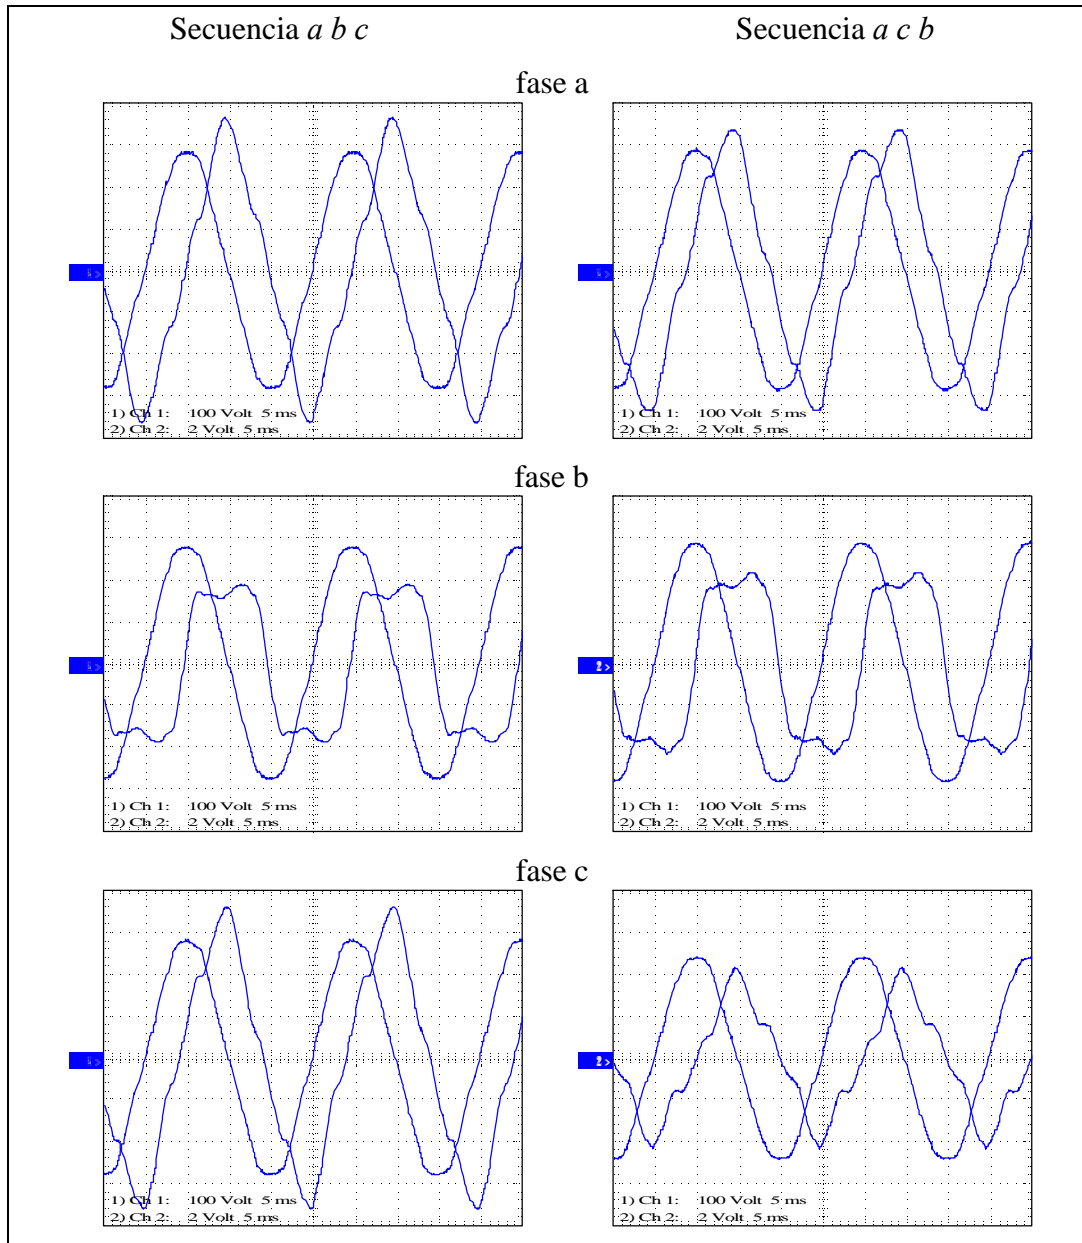 Secuencia a b c Secuencia a c b
fase a
1) Ch 1: 100 Volt 5 ms 1) Ch 1: 100 Volt 5 ms
2) Ch 2: 2 Volt 5 ms 2) Ch 2: 2 Volt 5 ms
fase b
2>
1) Ch 1: 100 Volt 5 ms 1) Ch 1: 100 Volt 5 ms
2) Ch 2: 2 Volt 5 ms 2) Ch 2: 2 Volt 5 ms
fase c
2>
1) Ch 1: 100 Volt 5 ms 1) Ch 1: 100 Volt 5 ms
2) Ch 2: 2 Volt 5 ms 2) Ch 2: 2 Volt 5 ms